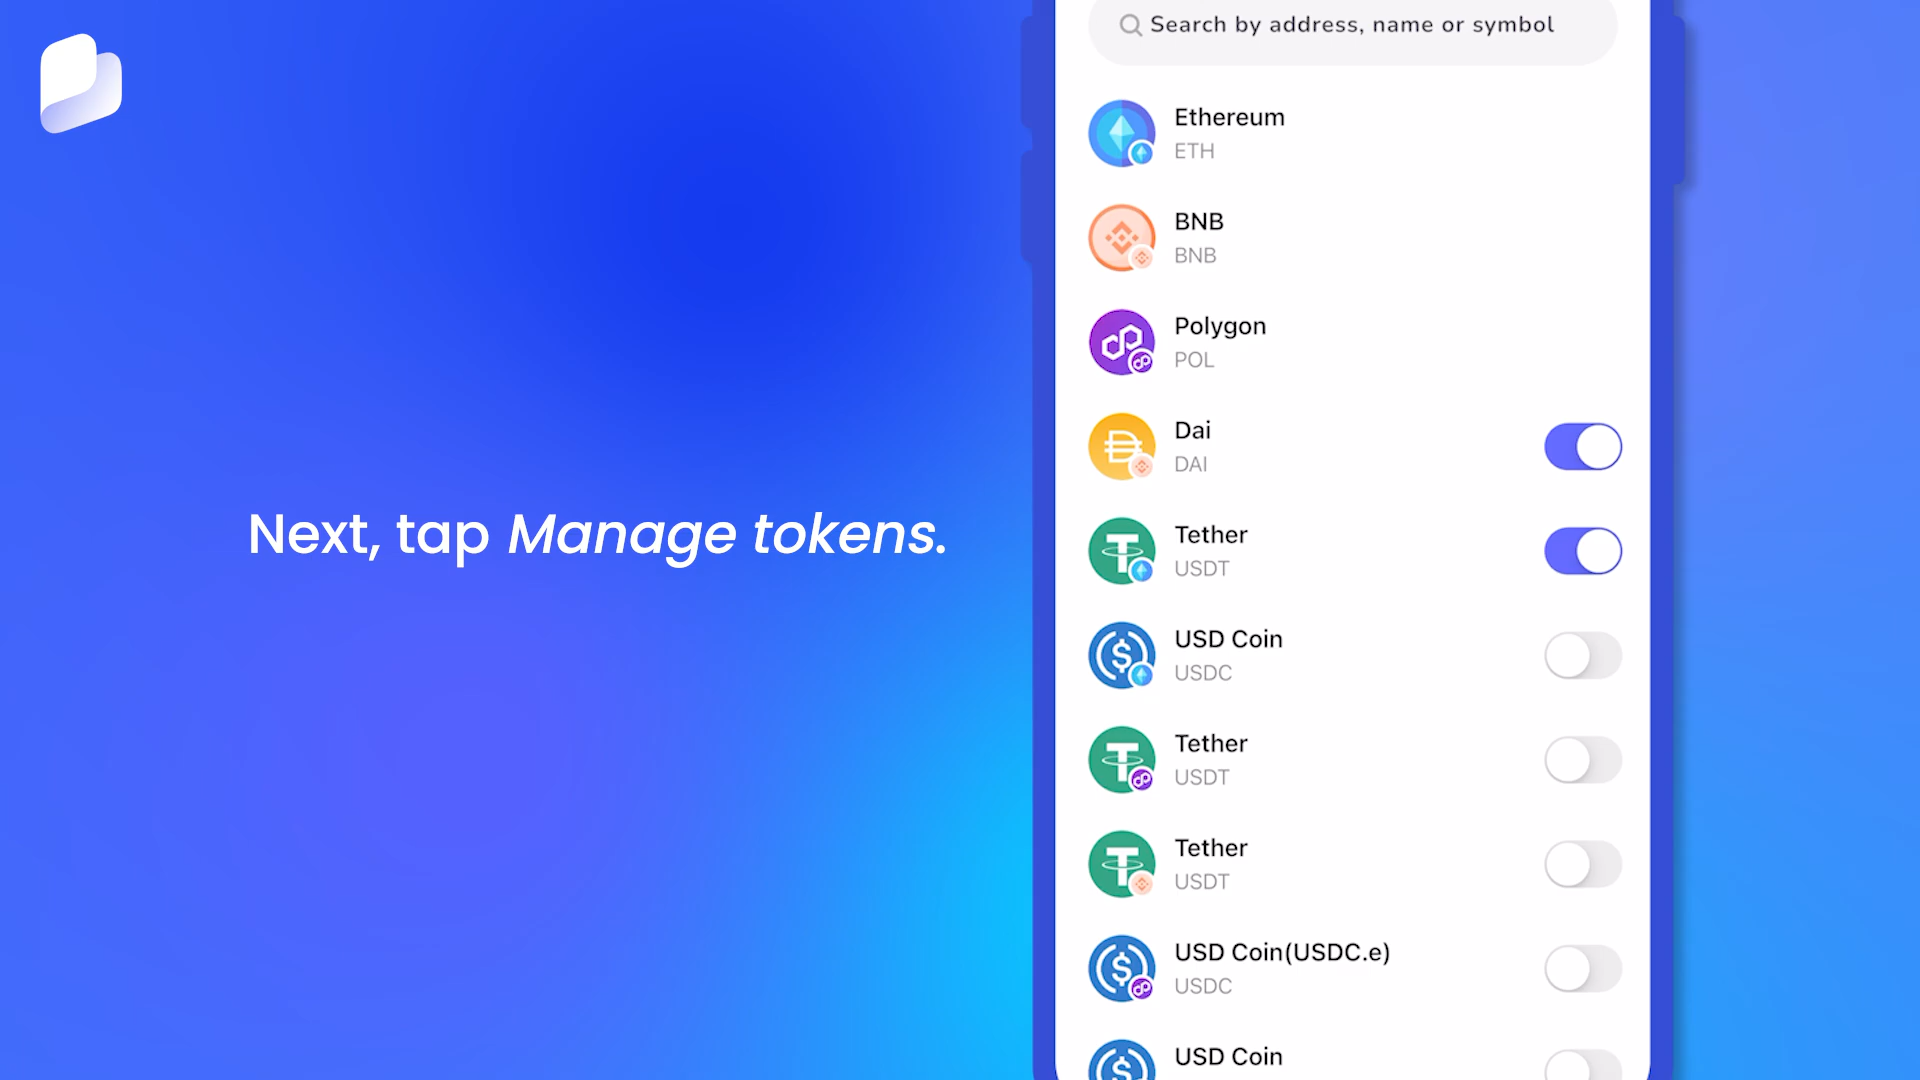 Next, tap Manage tokens.
Search by address, name or symbol
Ethereum
ETH
BNB
BNB
Polygon
POL
Dai
DAI
Tether
USDT
USD Coin
USDC
Tether
USDT
Tether
USDT
USD Coin(USDC.e)
USDC
USD Coin